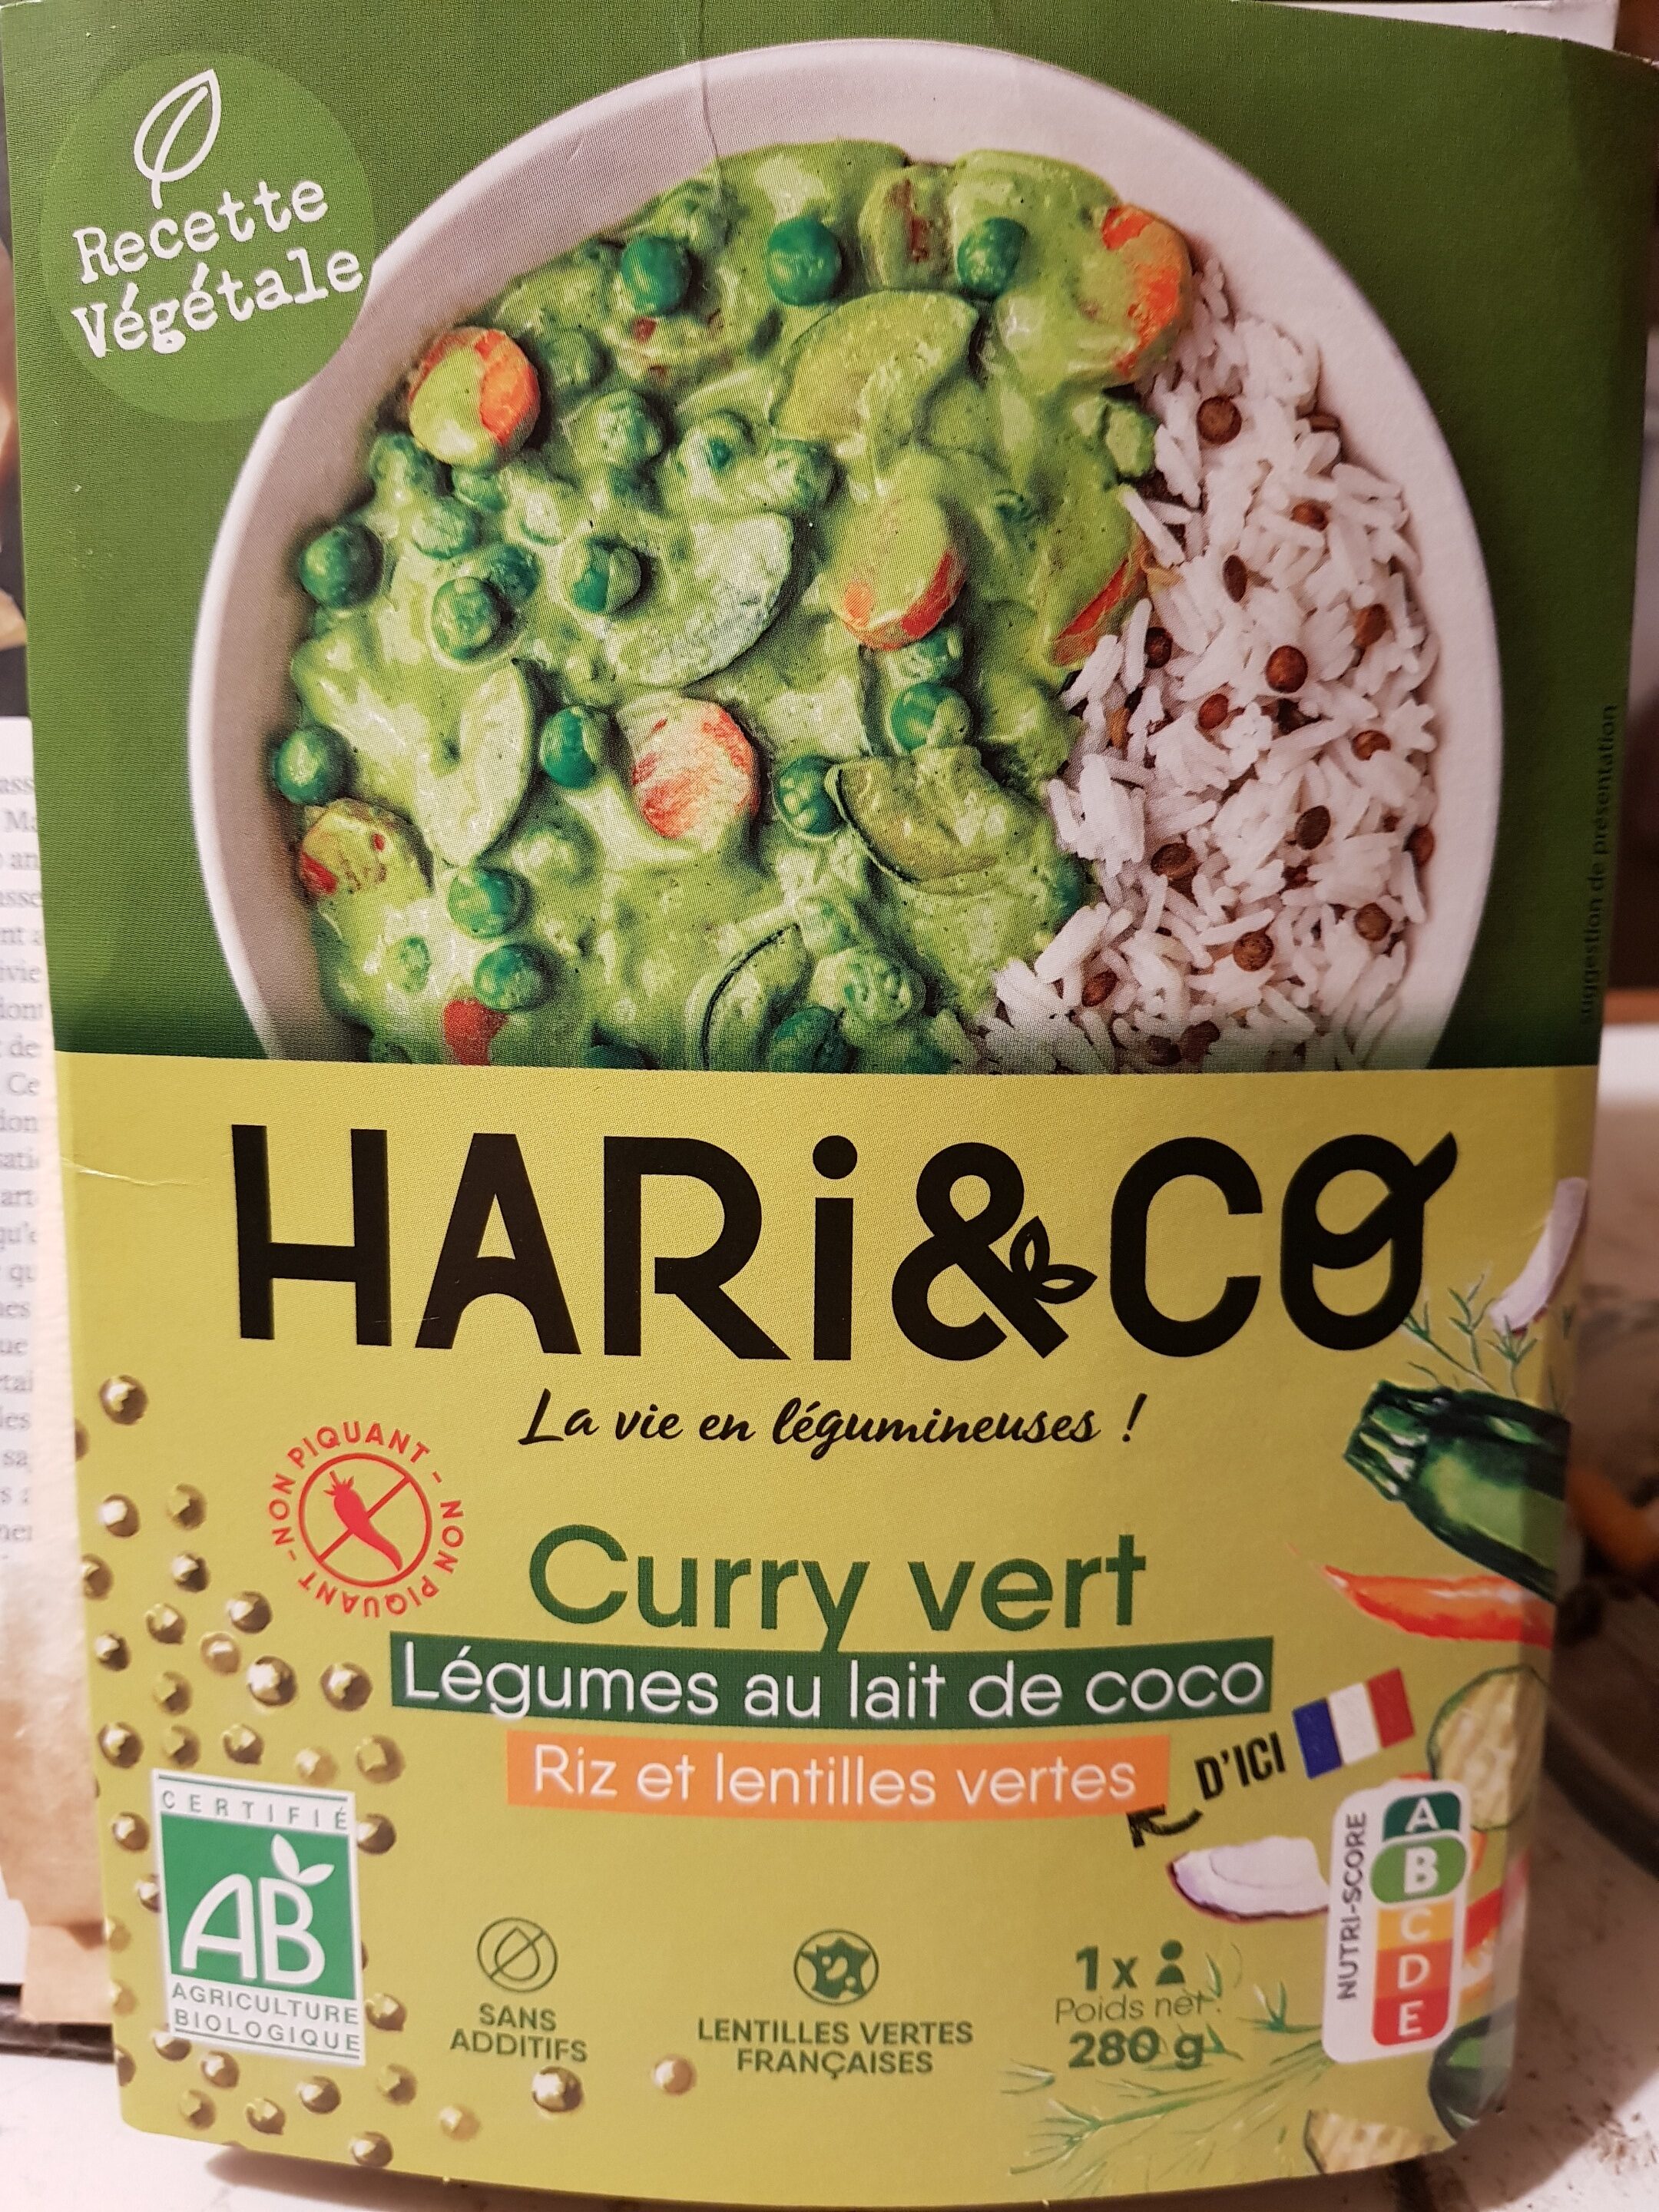 Recette
Végétale
suggestion de présentation
HARi&CO
La vie en légumineuses !
NON PIQUANT - NON PIQUANT -
Curry vert
Légumes au lait de coco
Riz et lentilles vertes
D'ICI
CERTIFIÉ
AB
AGRICULTURE
BIOLOGIQUE
SANS
ADDITIFS
LENTILLES VERTES
FRANÇAISES
1x
Poids net:
280 g
NUTRI-SCORE
A
B
C
D
E